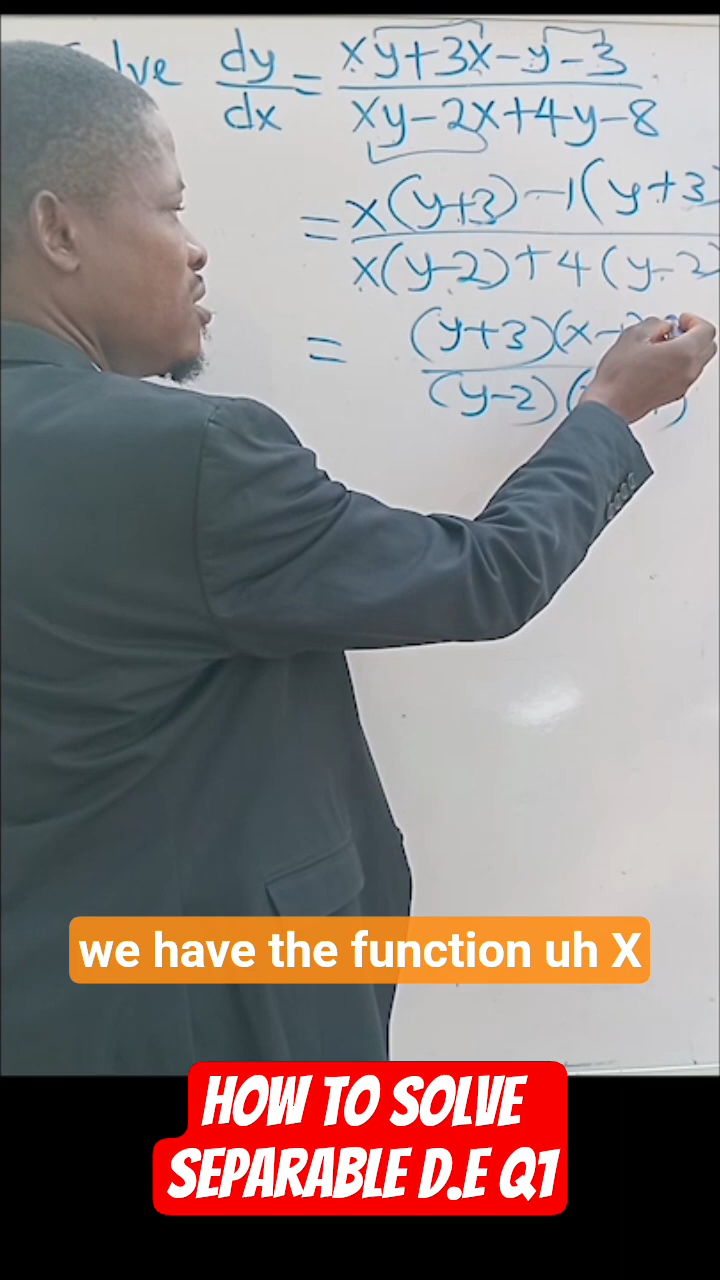 lve dy/dx = xy+3x-y-3 / xy-2x+4y-8
= x(y+3)-1(y+3) / x(y-2)+4(y-2)
= (y+3)(x- / (y-2)(
we have the function uh X
HOW TO SOLVE
SEPARABLE D.E Q1